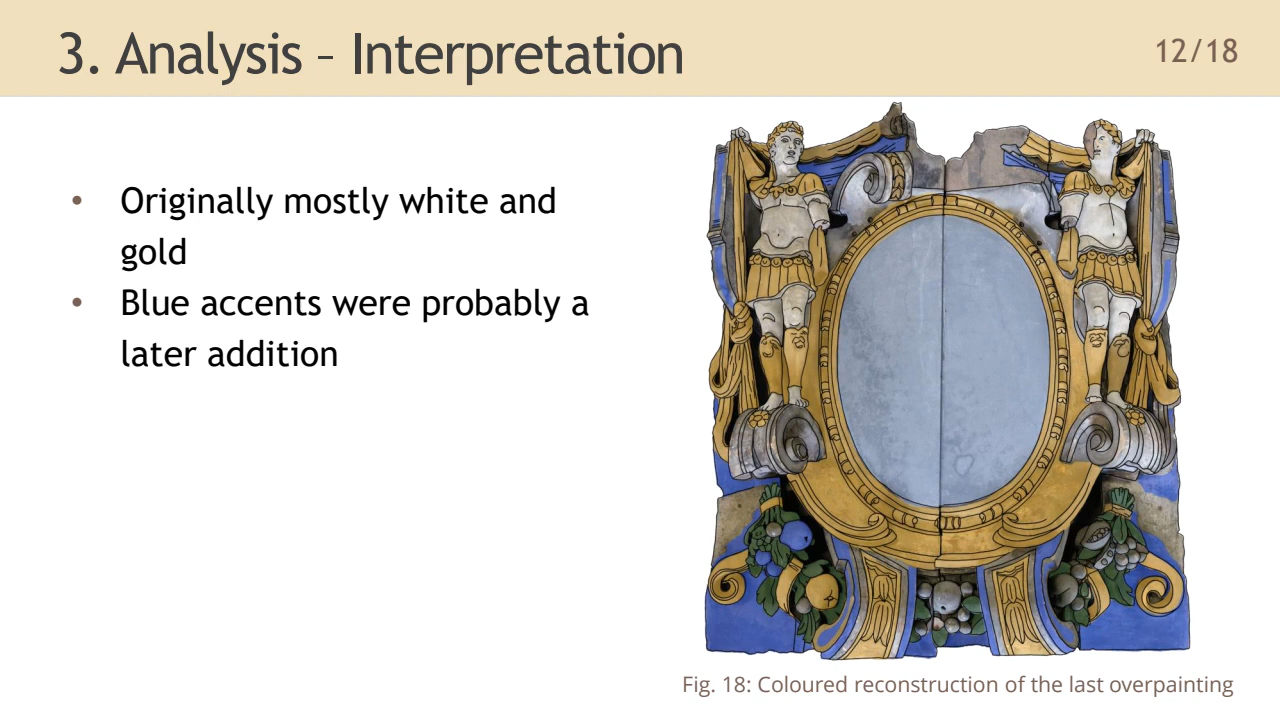 3. Analysis – Interpretation
12/18
• Originally mostly white and
gold
• Blue accents were probably a
later addition
Fig. 18: Coloured reconstruction of the last overpainting